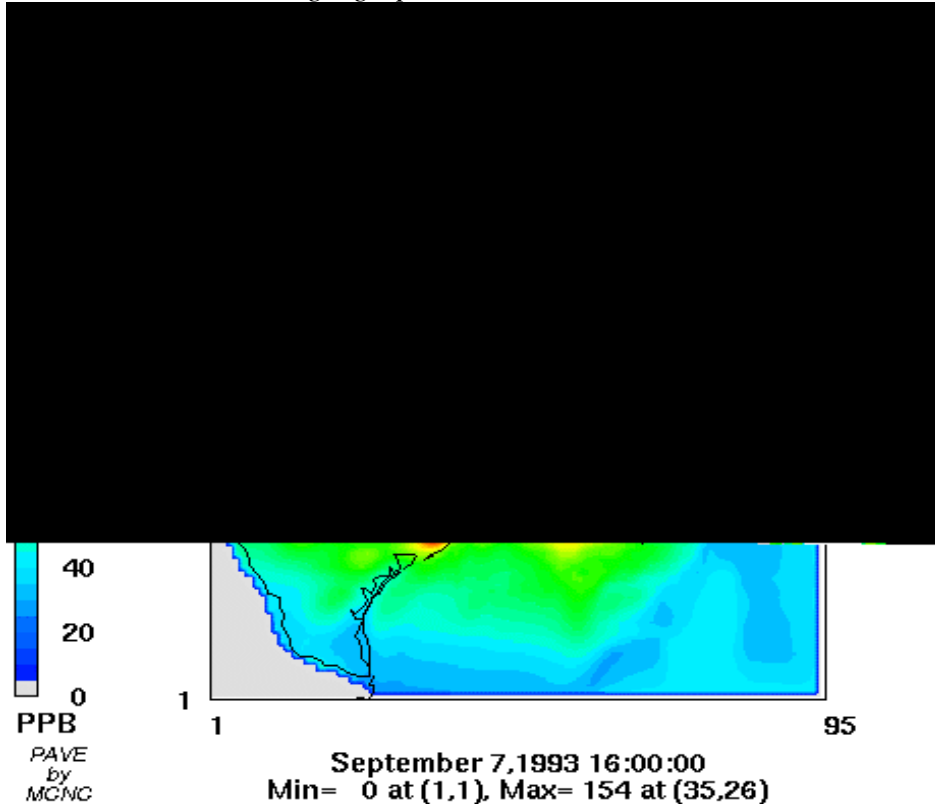 40
20
0
1
PPB
1
95
PAVE
by
MCNC
September 7,1993 16:00:00
Min= 0 at (1,1), Max= 154 at (35,26)